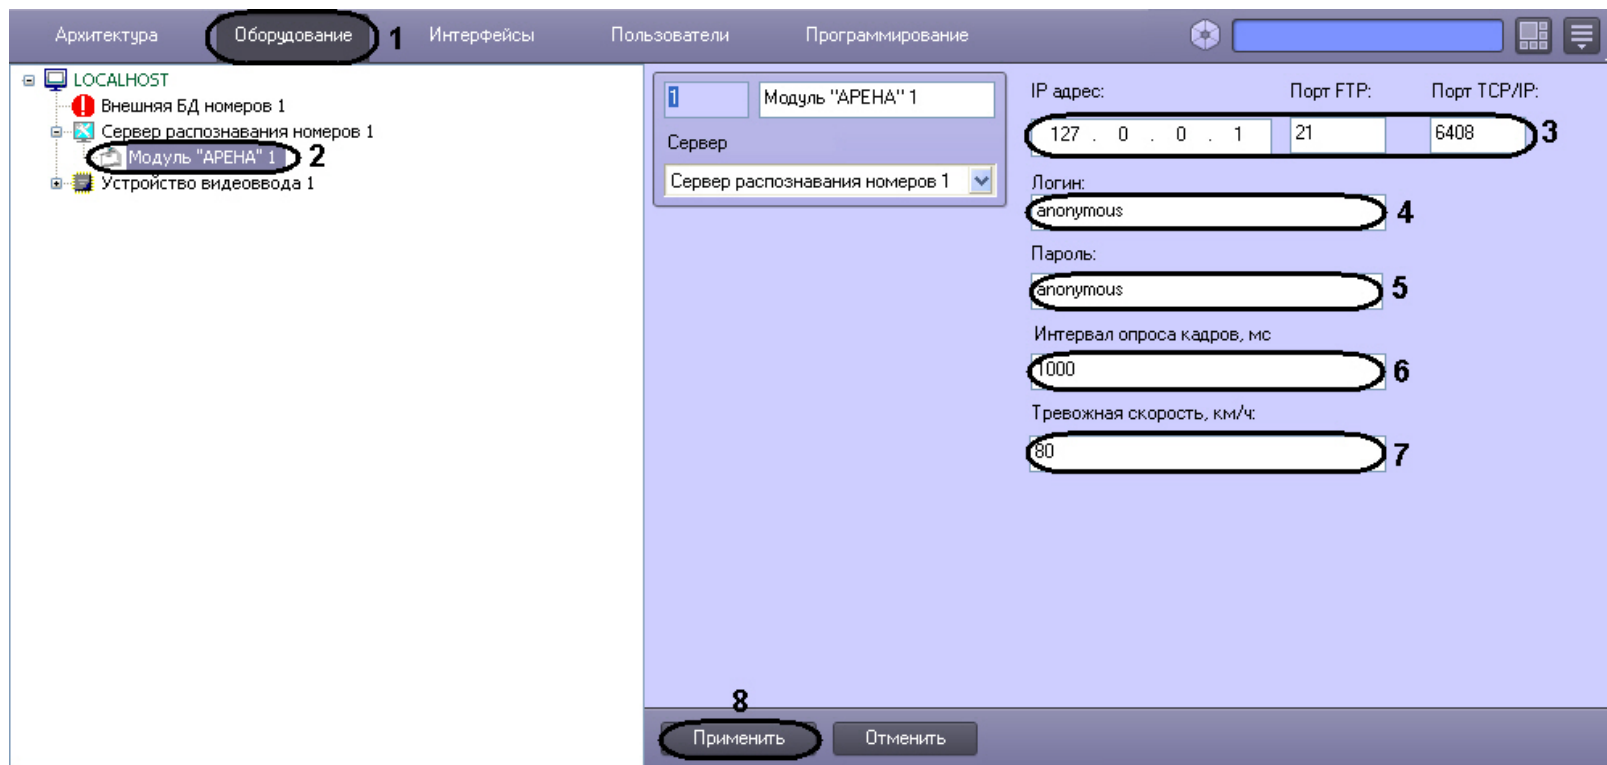 Архитектура Оборудование 1 Интерфейсы Пользователи Программирование
LOCALHOST
Внешняя БД номеров 1
Сервер распознавания номеров 1
Модуль "АРЕНА" 1 2
Устройство видеоввода 1
1 Модуль "АРЕНА" 1
Сервер
Сервер распознавания номеров 1
IP адрес: Порт FTP: Порт TCP/IP:
127 . 0 . 0 . 1 21 6408 3
Логин:
anonymous 4
Пароль:
anonymous 5
Интервал опроса кадров, мс
1000 6
Тревожная скорость, км/ч:
80 7
8
Применить Отменить